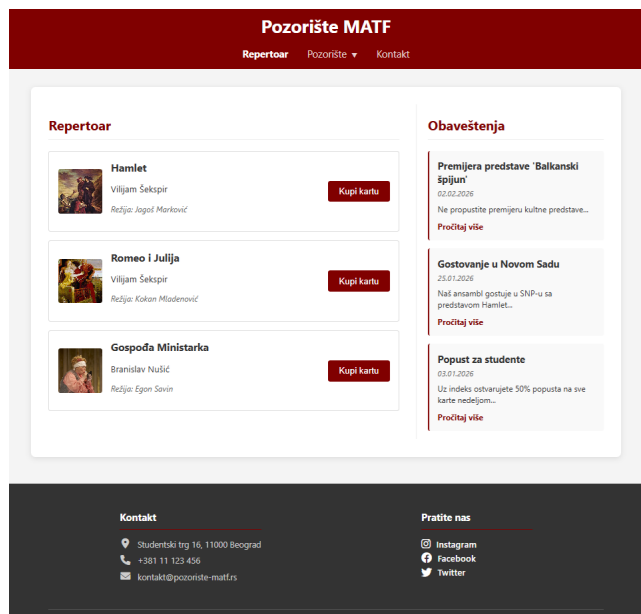 Pozorište MATF
Repertoar Pozorište ▼ Kontakt
Repertoar
Hamlet
Vilijam Šekspir
Režija: Jagoš Marković
Kupi kartu
Romeo i Julija
Vilijam Šekspir
Režija: Kokan Mladenović
Kupi kartu
Gospođa Ministarka
Branislav Nušić
Režija: Egon Savin
Kupi kartu
Obaveštenja
Premijera predstave 'Balkanski
špijun'
02.02.2026
Ne propustite premijeru kultne predstave...
Pročitaj više
Gostovanje u Novom Sadu
25.01.2026
Naš ansambl gostuje u SNP-u sa
predstavom Hamlet...
Pročitaj više
Popust za studente
03.01.2026
Uz indeks ostvarujete 50% popusta na sve
karte nedeljom...
Pročitaj više
Kontakt
Studentski trg 16, 11000 Beograd
+381 11 123 456
kontakt@pozoriste-matf.rs
Pratite nas
Instagram
Facebook
Twitter